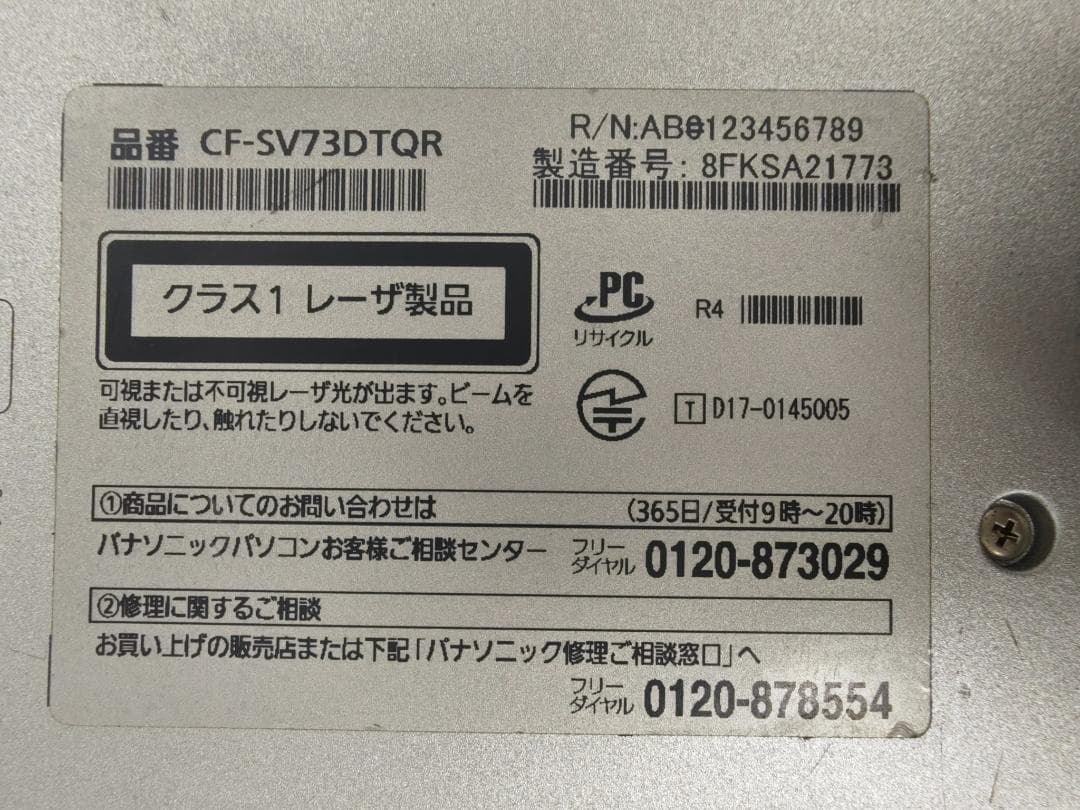 品番 CF-SV73DTQR
R/N:AB0123456789
製造番号: 8FKSA21773
クラス1 レーザ製品
可視または不可視レーザ光が出ます。ビームを
直視したり、触れたりしないでください。
PC
リサイクル
R4
T D17-0145005
①商品についてのお問い合わせは (365日/受付9時～20時)
パナソニックパソコンお客様ご相談センター フリーダイヤル 0120-873029
②修理に関するご相談
お買い上げの販売店または下記「パナソニック修理ご相談窓口」へ
フリーダイヤル 0120-878554